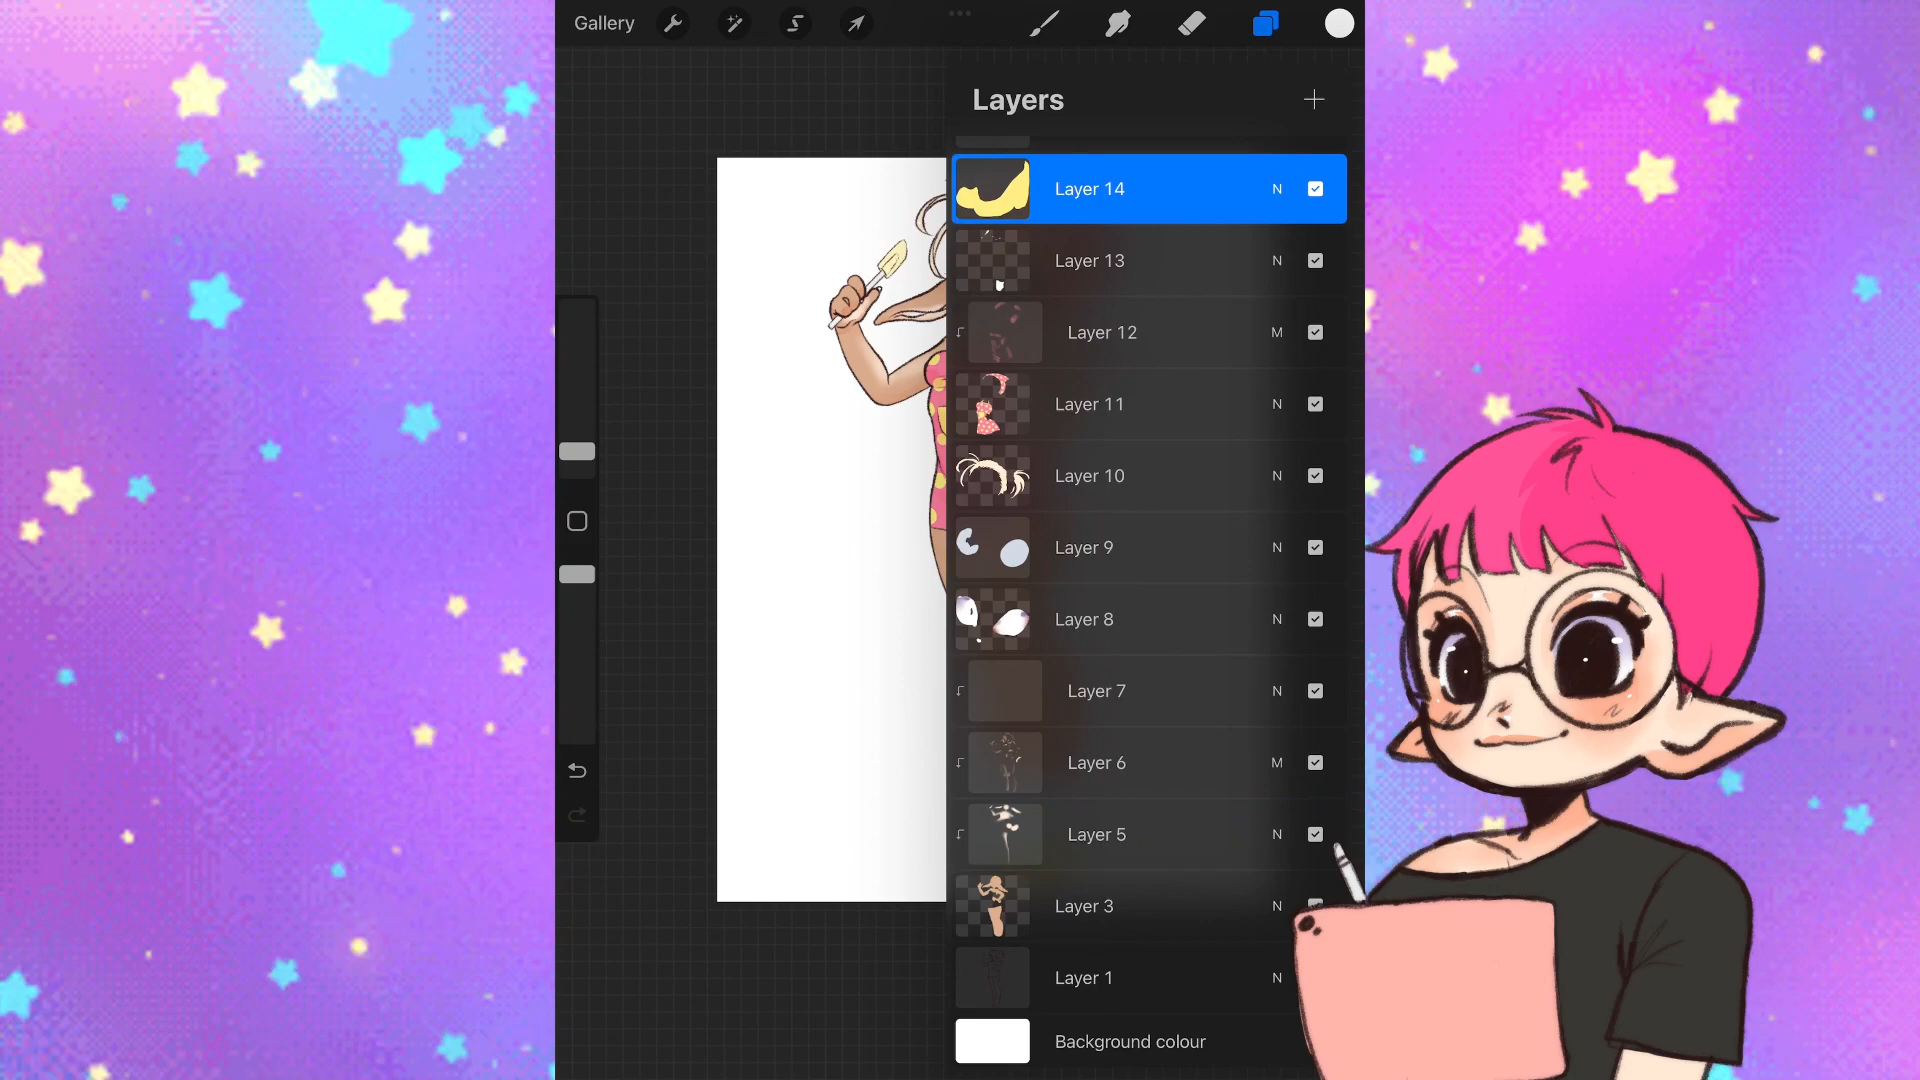 Gallery
Layers
Layer 14 N
Layer 13 N
Layer 12 M
Layer 11 N
Layer 10 N
Layer 9 N
Layer 8 N
Layer 7 N
Layer 6 M
Layer 5 N
Layer 3 N
Layer 1 N
Background colour